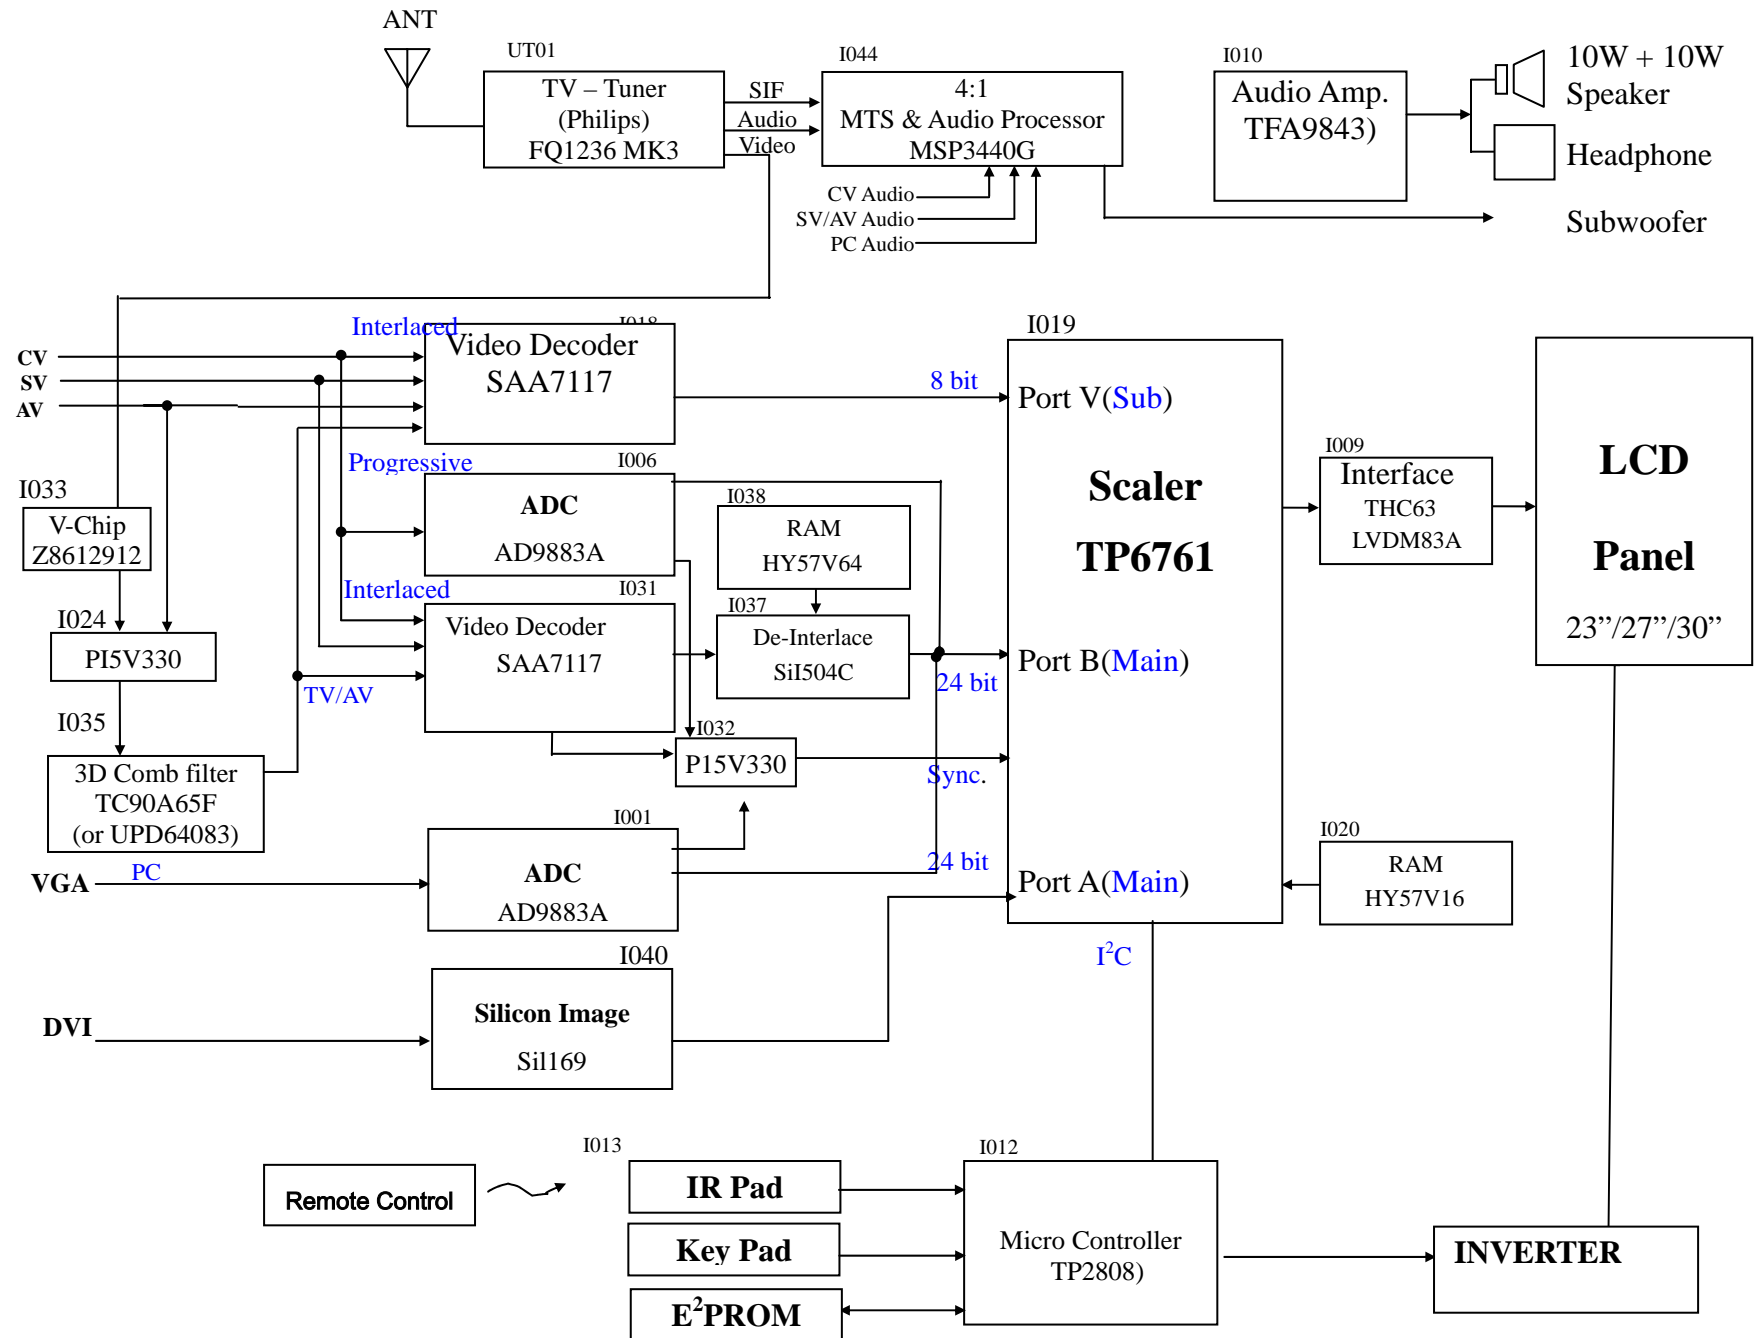 ANT
UT01
TV – Tuner
(Philips)
FQ1236 MK3
SIF
Audio
Video
I044
4:1
MTS & Audio Processor
MSP3440G
CV Audio
SV/AV Audio
PC Audio
I010
Audio Amp.
TFA9843)
10W + 10W
Speaker
Headphone
Subwoofer
CV
SV
AV
Interlaced
I018
Video Decoder
SAA7117
8 bit
Progressive
I006
ADC
AD9883A
I033
V-Chip
Z8612912
I024
PI5V330
I035
3D Comb filter
TC90A65F
(or UPD64083)
Interlaced
I031
Video Decoder
SAA7117
TV/AV
I038
RAM
HY57V64
I037
De-Interlace
SiI504C
24 bit
I032
P15V330
Sync.
I001
ADC
AD9883A
24 bit
VGA
PC
I040
Silicon Image
Sil169
DVI
I019
Port V(Sub)
Scaler
TP6761
Port B(Main)
Port A(Main)
I009
Interface
THC63
LVDM83A
LCD
Panel
23”/27”/30”
I020
RAM
HY57V16
I²C
Remote Control
I013
IR Pad
Key Pad
E²PROM
I012
Micro Controller
TP2808)
INVERTER